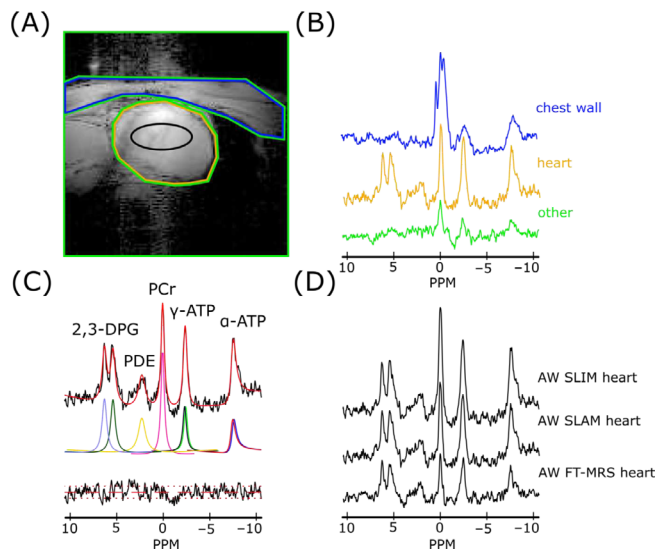 (A)
(B)
chest wall
heart
other
10 5 0 −5 −10
PPM
(C)
PCr
γ-ATP
2,3-DPG
α-ATP
PDE
10 5 0 −5 −10
PPM
(D)
AW SLIM heart
AW SLAM heart
AW FT-MRS heart
10 5 0 −5 −10
PPM